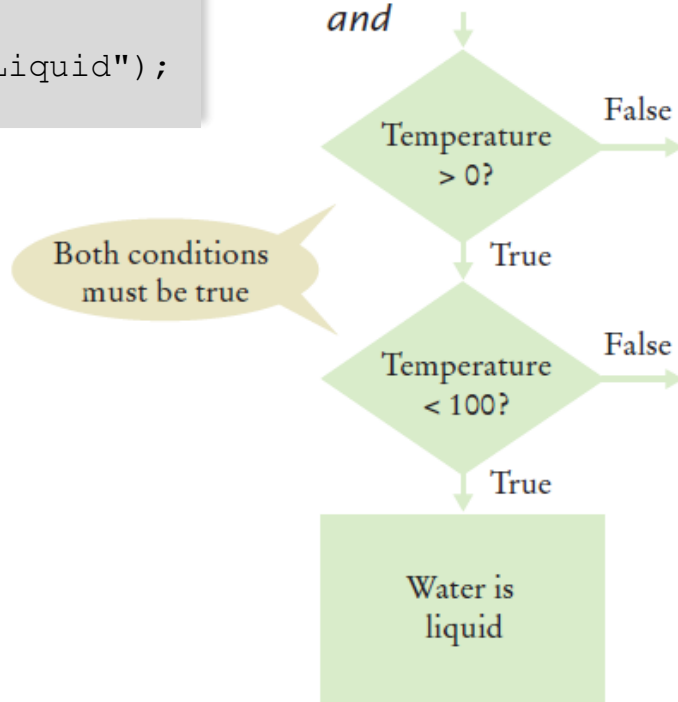 Liquid");
and
Temperature
> 0?
False
Both conditions
must be true
True
Temperature
< 100?
False
True
Water is
liquid